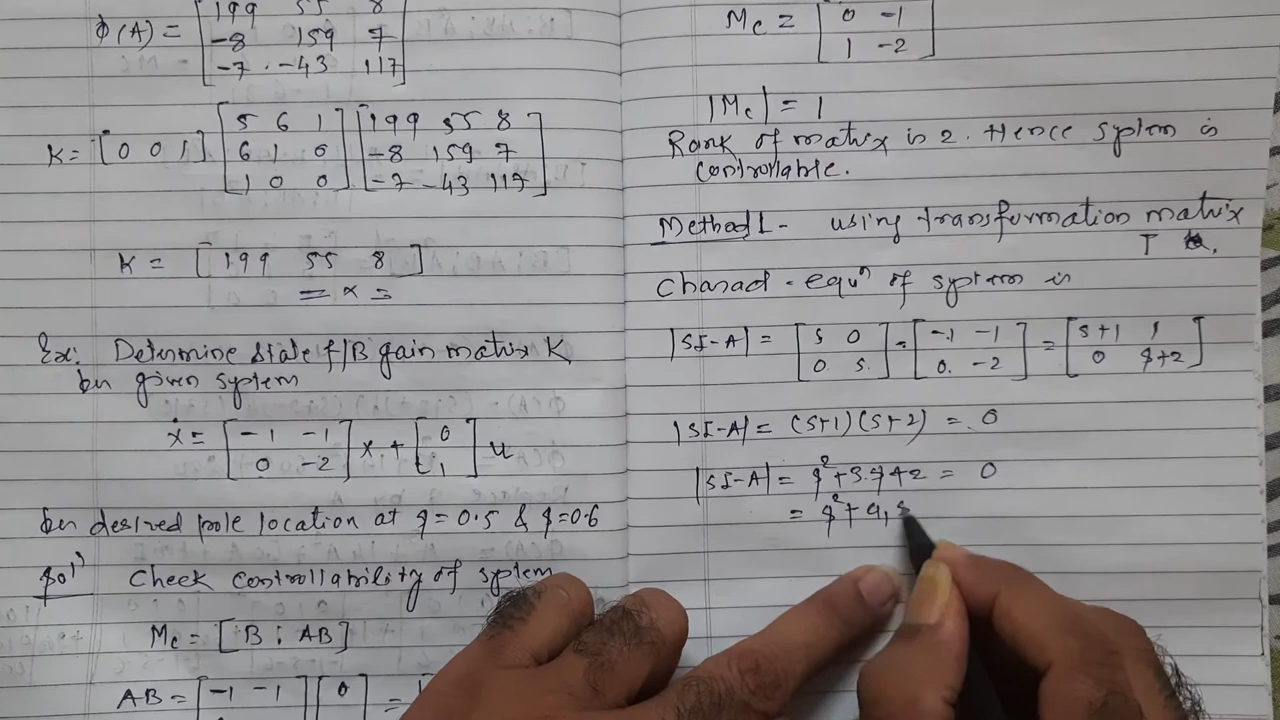 ϕ(A) = [199 55 8
-8 159 7
-7 -43 117]
K = [0 0 1] [5 6 1 [199 55 8
6 1 0 -8 159 7
1 0 0] -7 -43 117]
K = [199 55 8]
Ex: Determine state f/B gain matrix K
for given system
ẋ = [-1 -1 x + [0 u
0 -2] 1]
for desired pole location at s=0.5 & s=0.6
Solⁿ Check controllability of system
Mc = [B : AB]
AB = [-1 -1] [0] =
Mc = [0 -1
1 -2]
|Mc| = 1
Rank of matrix is 2. Hence system is
controllable.
Method 1 - using transformation matrix
T
Charact. equⁿ of system is
|SI-A| = [s 0 - [-1 -1 = [s+1 1
0 s] 0 -2] 0 s+2]
|SI-A| = (s+1)(s+2) = 0
|SI-A| = s²+3s+2 = 0
= s²+a₁s